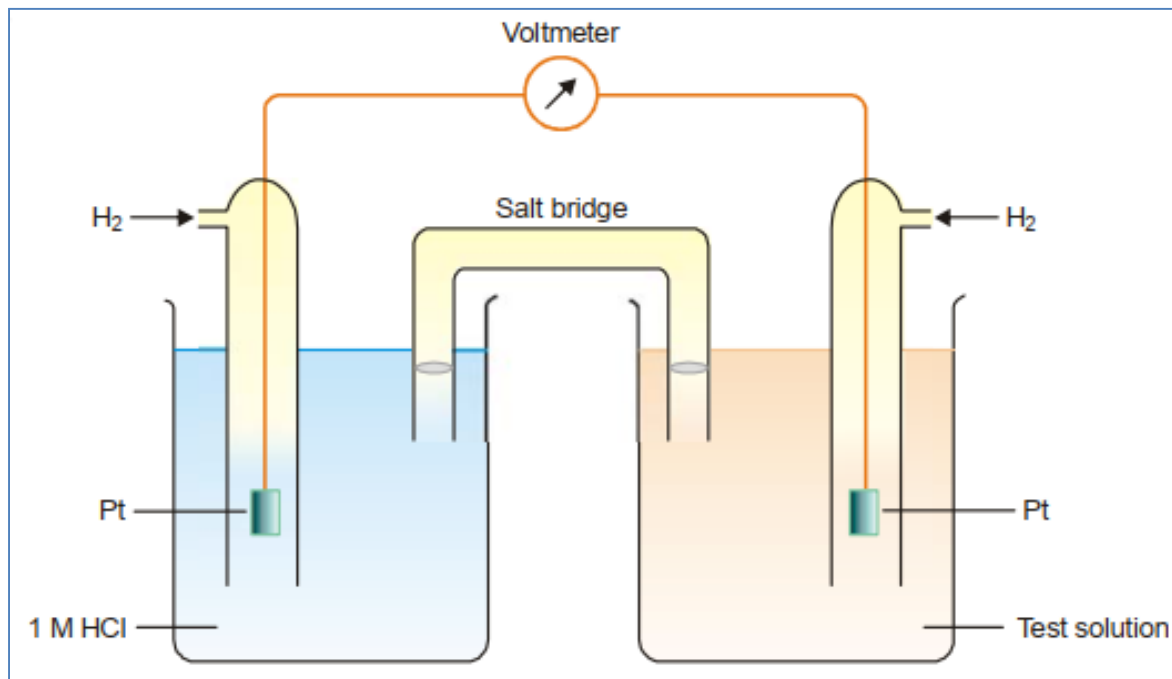 Voltmeter
H₂
Salt bridge
H₂
Pt
Pt
1 M HCl
Test solution